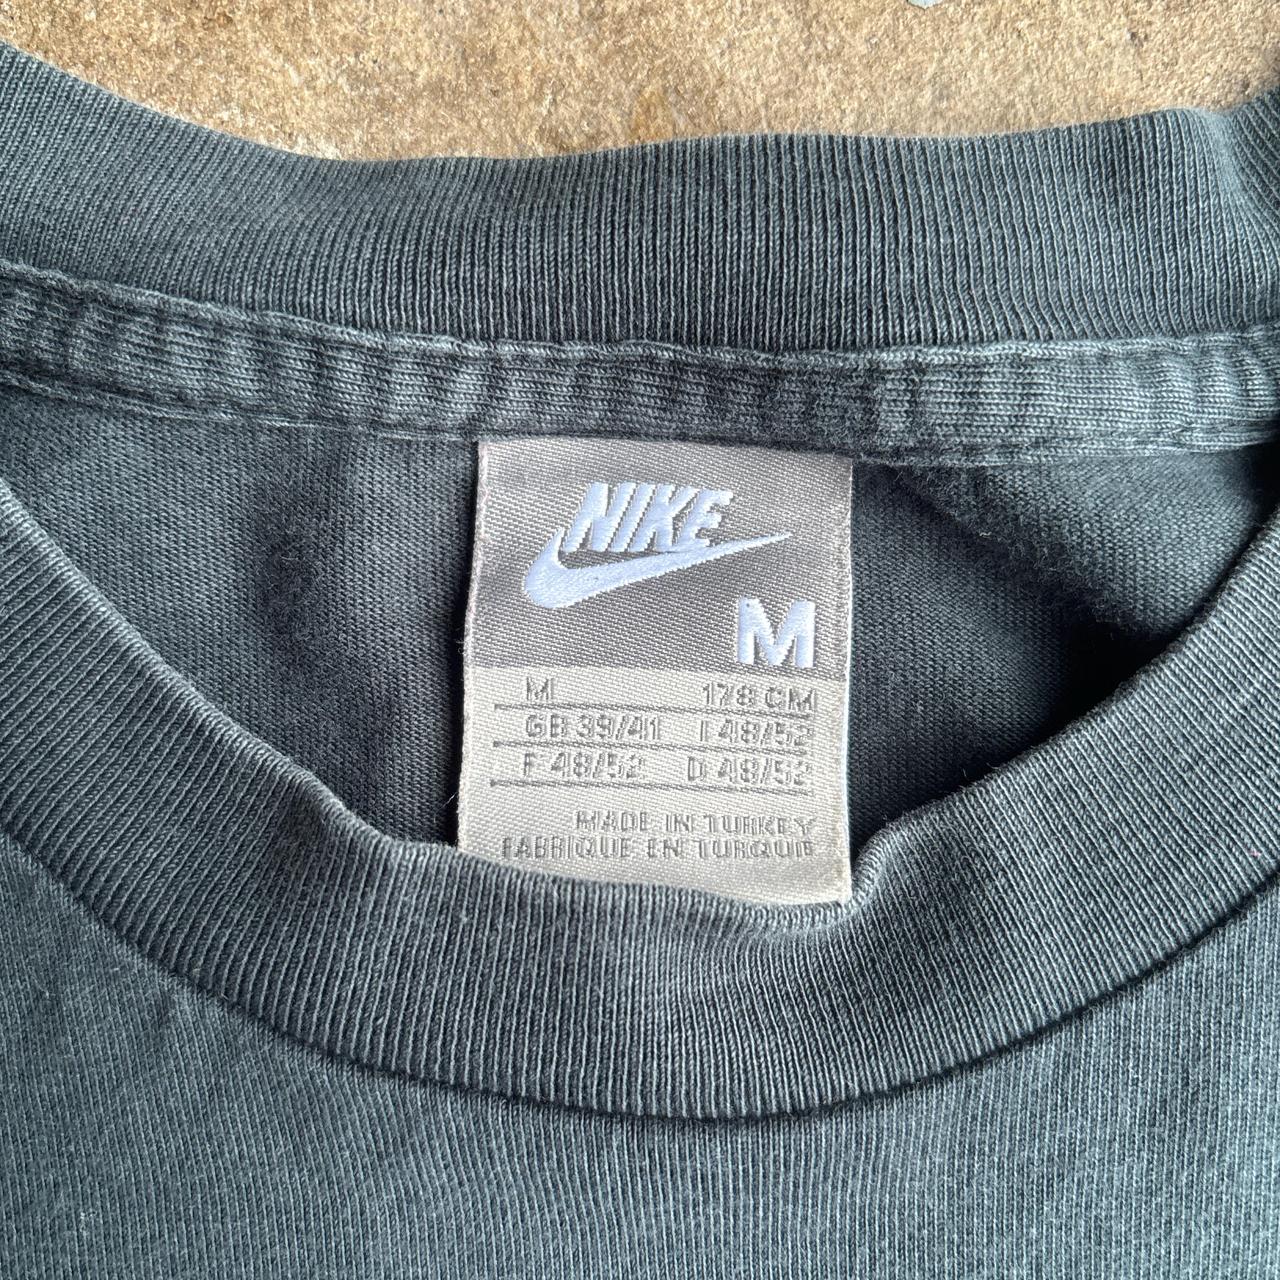 NIKE
M
M 178 CM
GB 39/41 I 48/52
F 48/52 D 48/52
MADE IN TURKEY
FABRIQUE EN TURQUIE